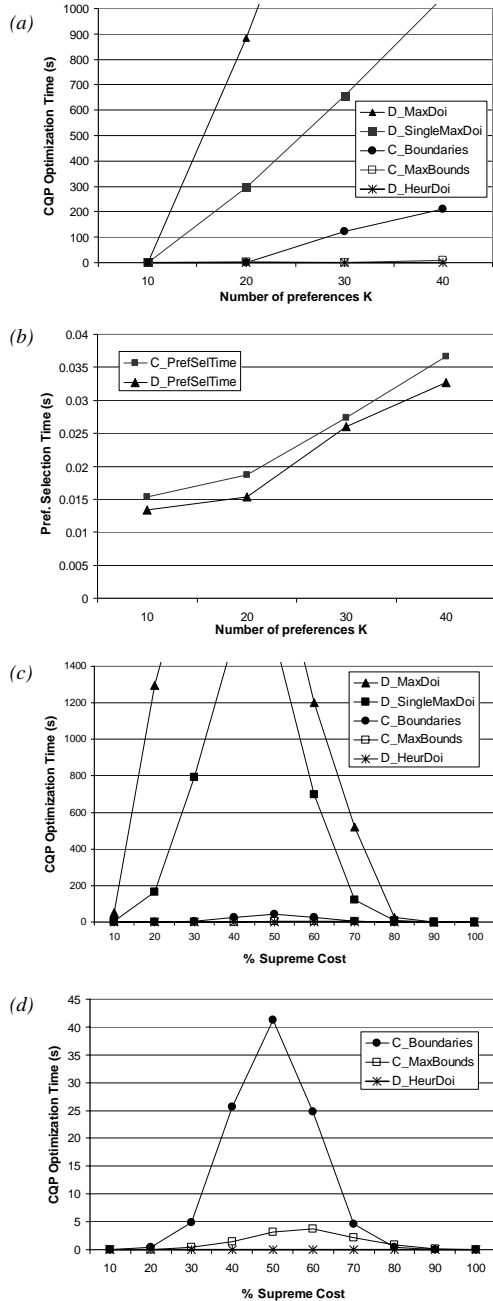 (a)
1000
900
800
700
600
500
400
300
200
100
0
CQP Optimization Time (s)
D_MaxDoi
D_SingleMaxDoi
C_Boundaries
C_MaxBounds
D_HeurDoi
10 20 30 40
Number of preferences K
(b)
0.04
0.035
0.03
0.025
0.02
0.015
0.01
0.005
0
Pref. Selection Time (s)
C_PrefSelTime
D_PrefSelTime
10 20 30 40
Number of preferences K
(c)
1400
1200
1000
800
600
400
200
0
CQP Optimization Time (s)
D_MaxDoi
D_SingleMaxDoi
C_Boundaries
C_MaxBounds
D_HeurDoi
10 20 30 40 50 60 70 80 90 100
% Supreme Cost
(d)
45
40
35
30
25
20
15
10
5
0
CQP Optimization Time (s)
C_Boundaries
C_MaxBounds
D_HeurDoi
10 20 30 40 50 60 70 80 90 100
% Supreme Cost